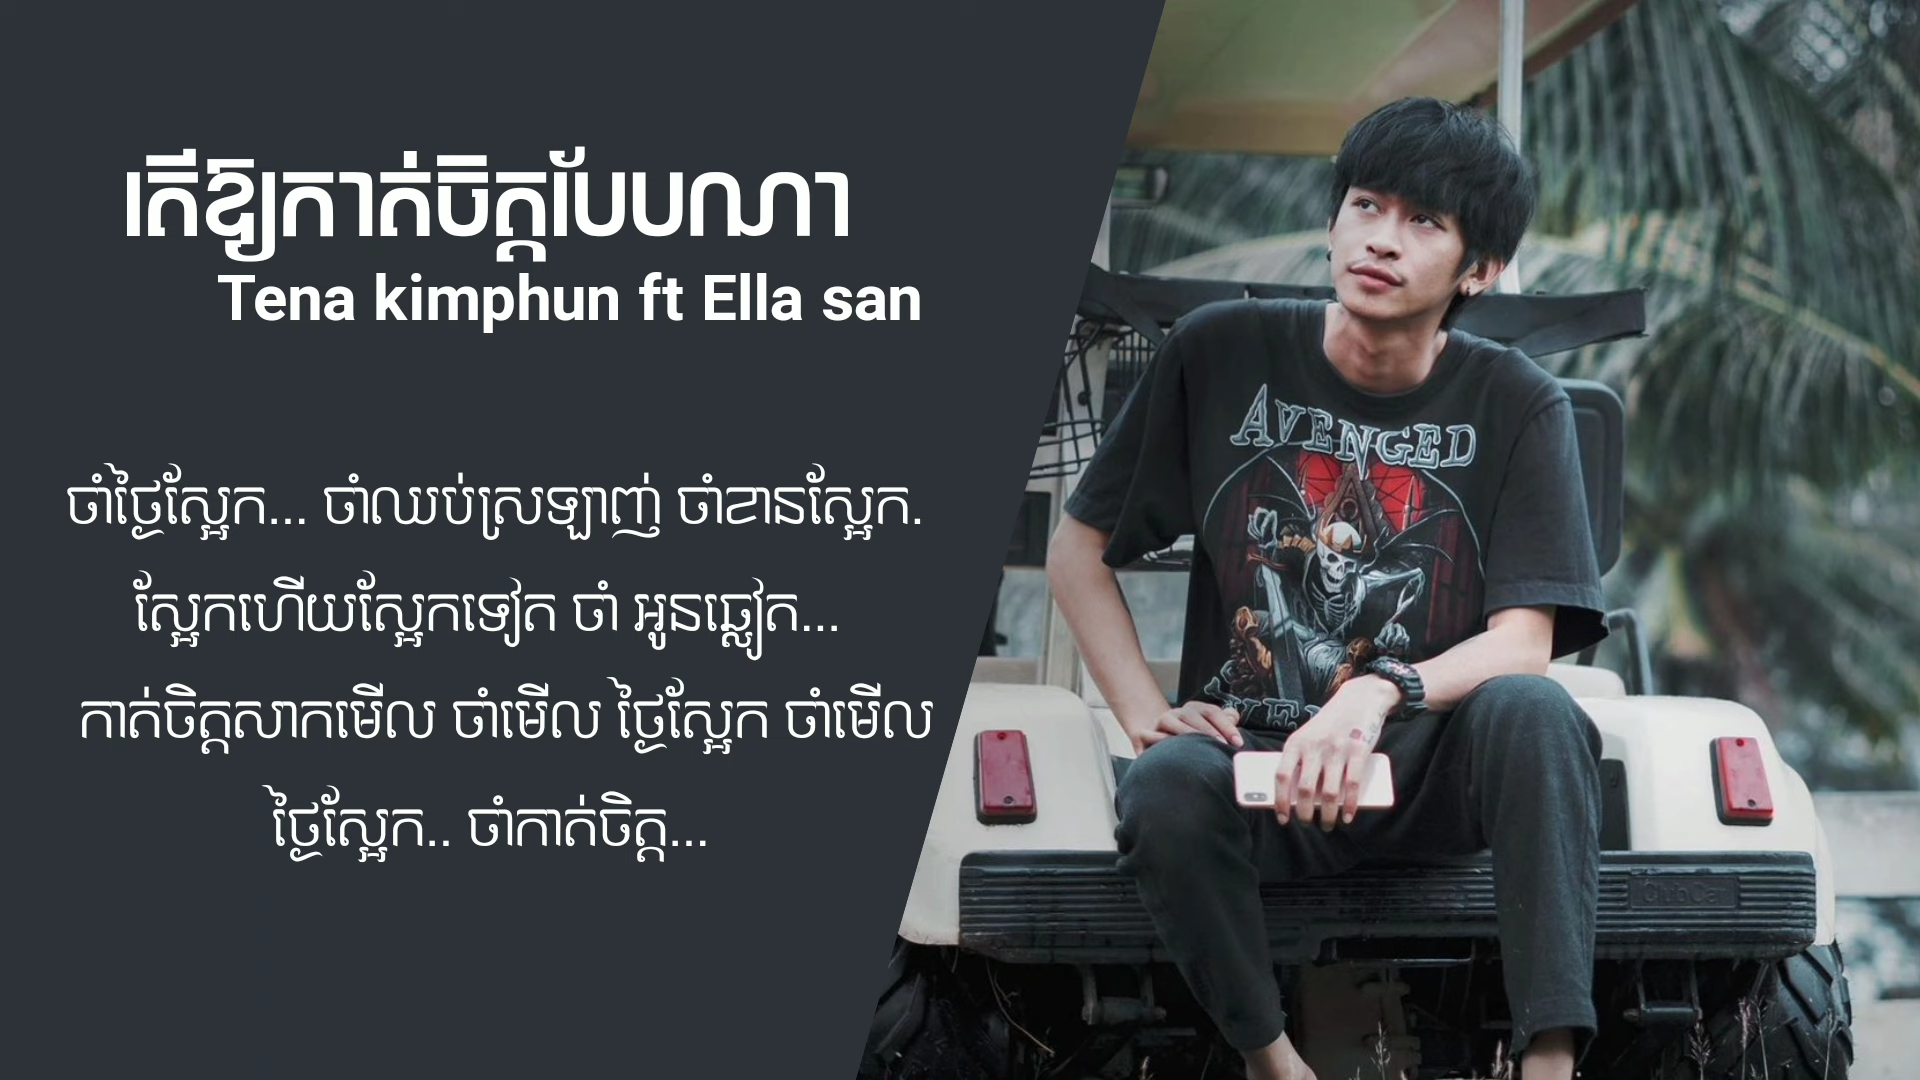 តើឱ្យកាត់ចិត្តបែបណា
Tena kimphun ft Ella san
ចាំថ្ងៃស្អែក... ចាំឈប់ស្រឡាញ់ ចាំខានស្អែក.
ស្អែកហើយស្អែកទៀត ចាំ អូនឆ្លៀត...
កាត់ចិត្តសាកមើល ចាំមើល ថ្ងៃស្អែក ចាំមើល
ថ្ងៃស្អែក.. ចាំកាត់ចិត្ត...
AVENGED
ClubCar